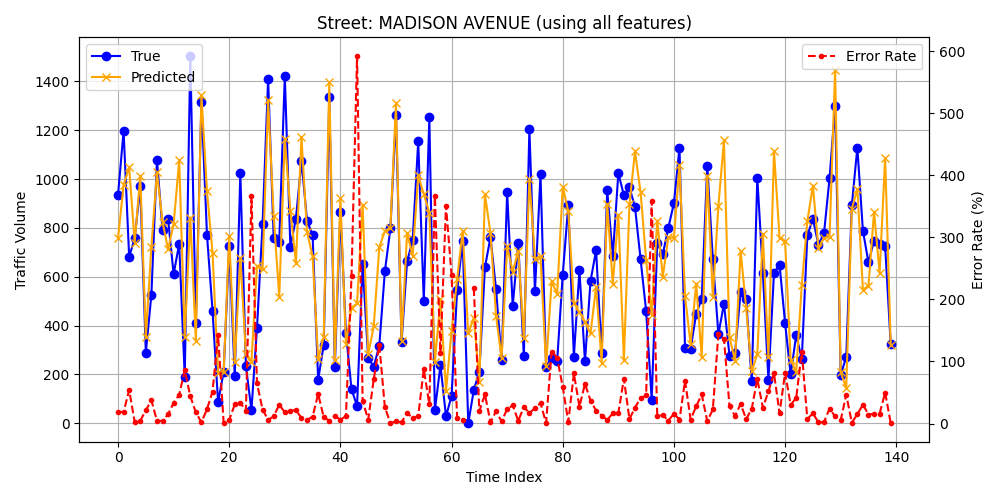 Street: MADISON AVENUE (using all features)
True
Predicted
Error Rate
Traffic Volume
0
200
400
600
800
1000
1200
1400
0
100
200
300
400
500
600
Error Rate (%)
0 20 40 60 80 100 120 140
Time Index